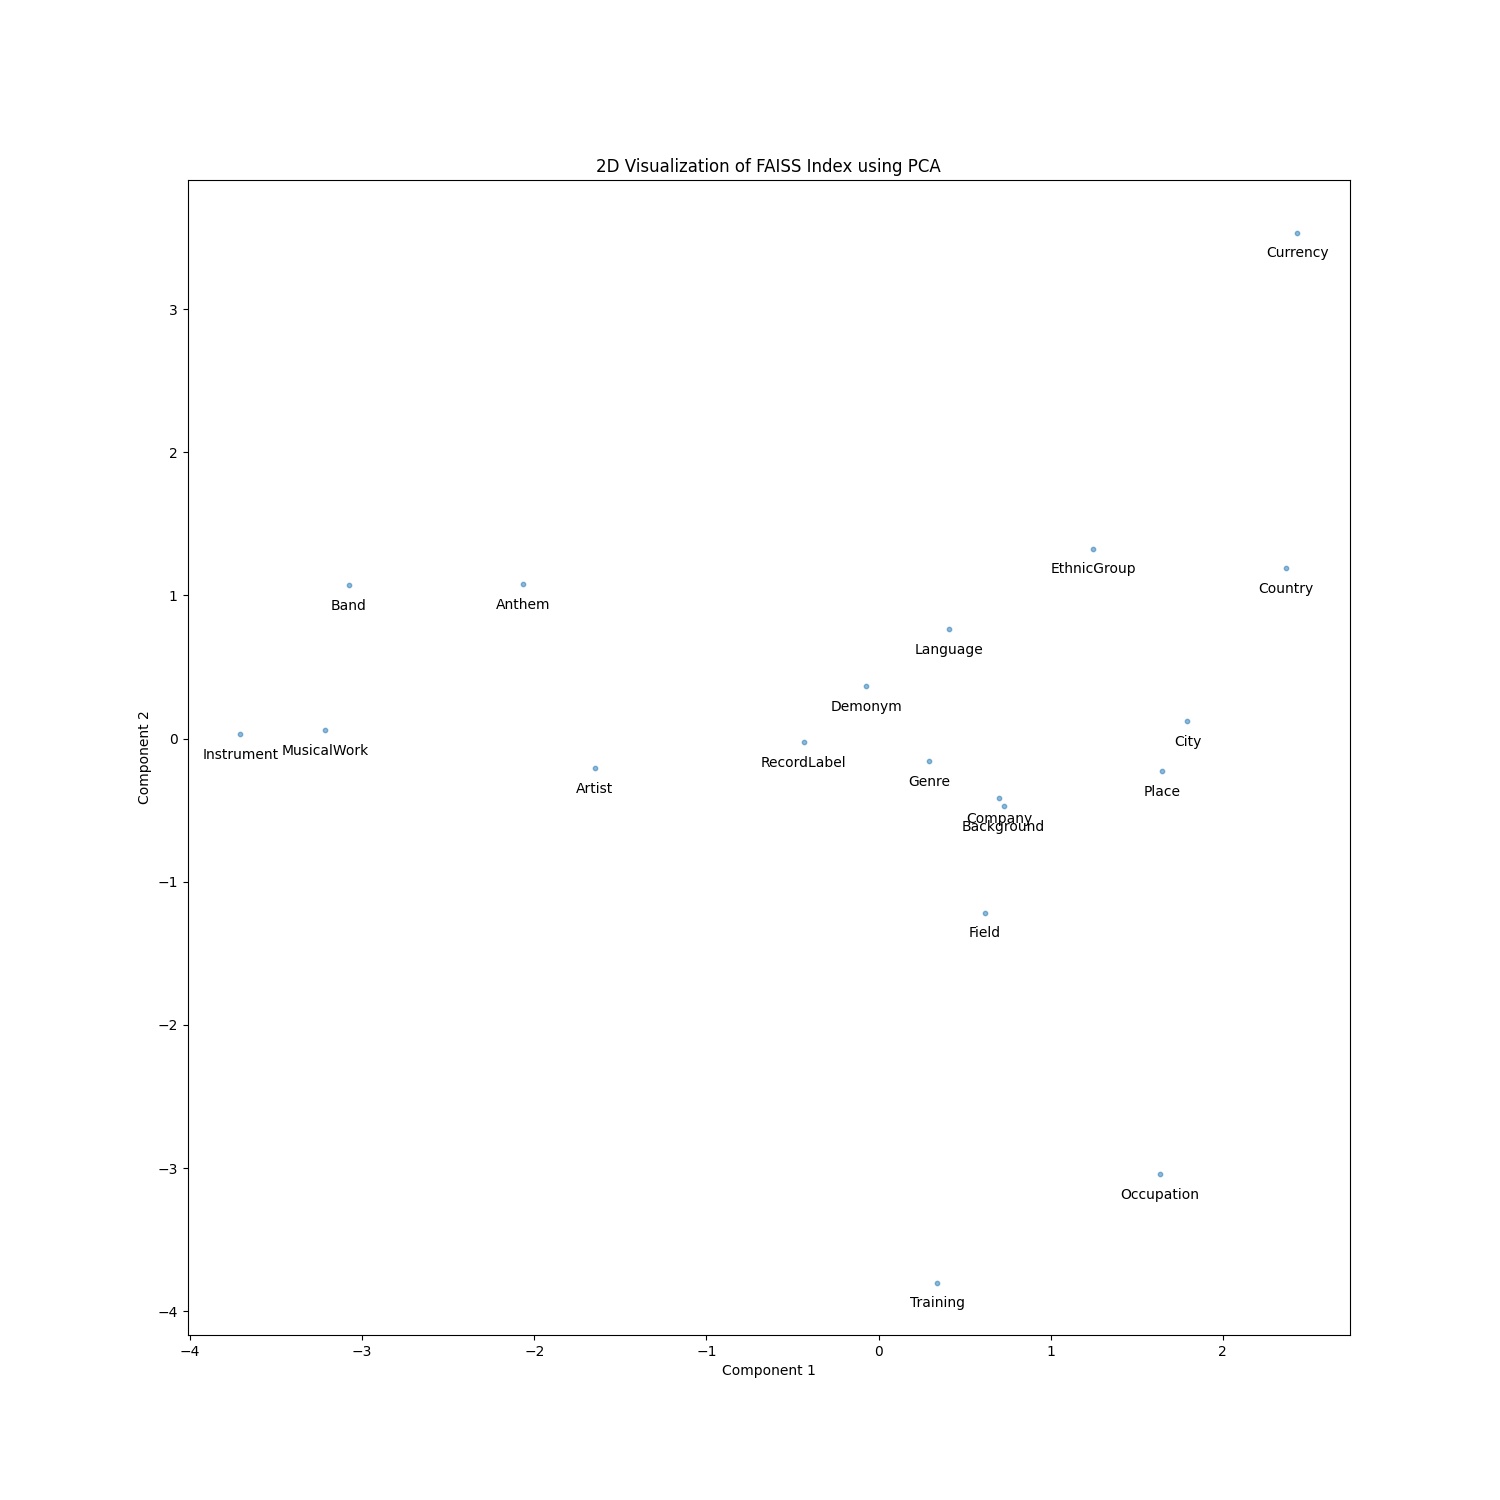 2D Visualization of FAISS Index using PCA
Currency
3
2
EthnicGroup
Country
1
Band
Anthem
Language
Demonym
0
City
Instrument
MusicalWork
RecordLabel
Artist
Genre
Place
Company
Background
Component 2
−1
Field
−2
−3
Occupation
Training
−4
−4 −3 −2 −1 0 1 2
Component 1